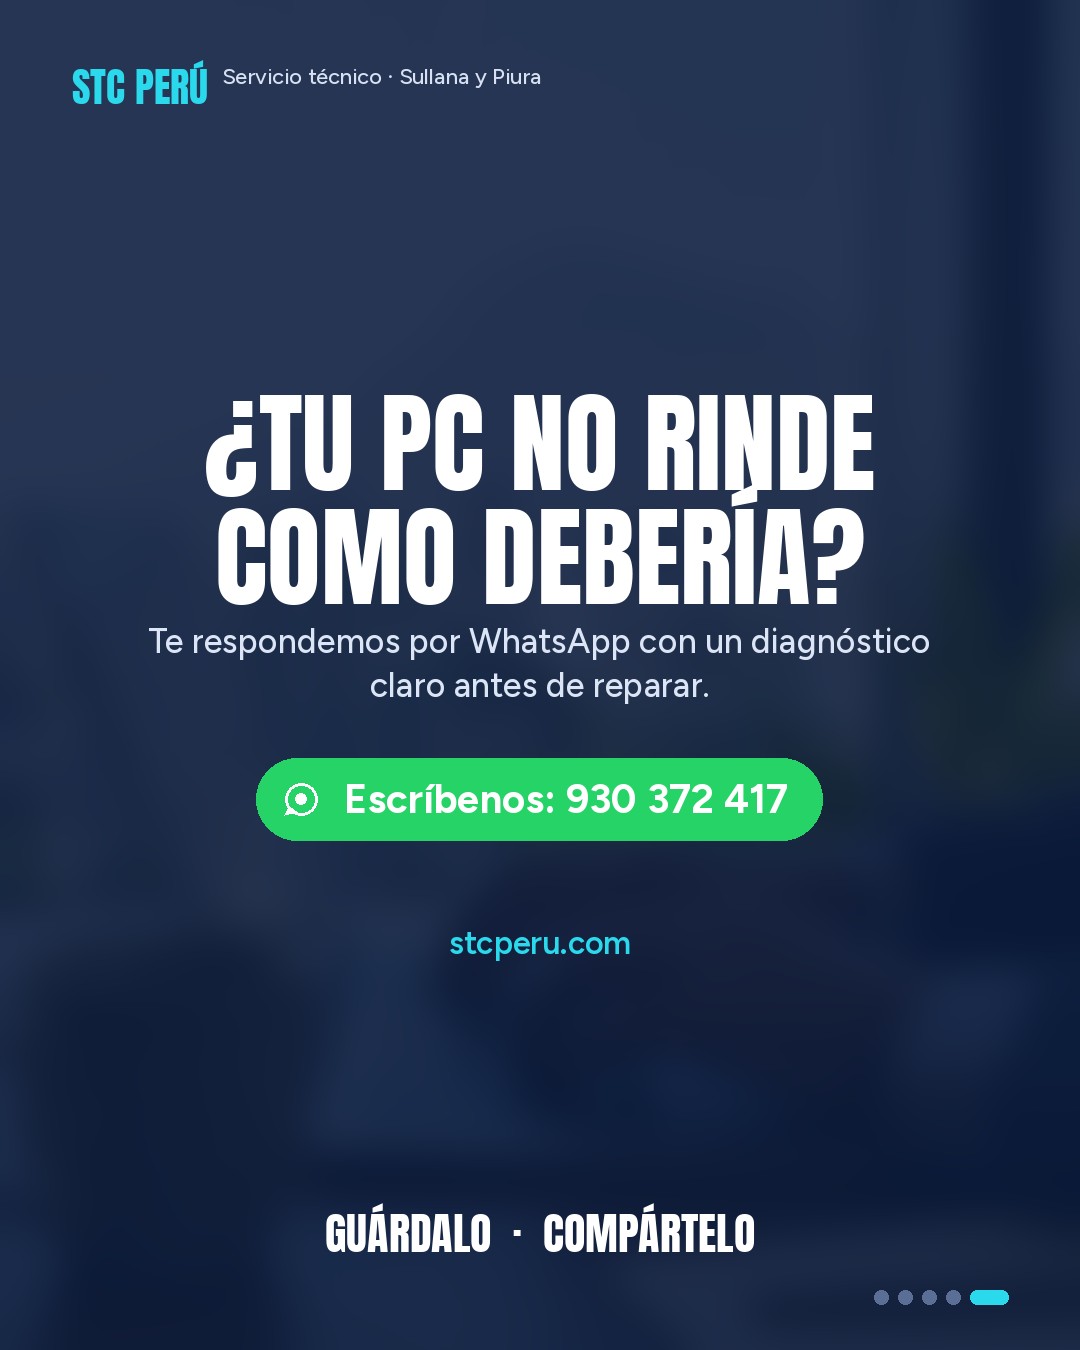 STC PERÚ Servicio técnico · Sullana y Piura
¿TU PC NO RINDE
COMO DEBERÍA?
Te respondemos por WhatsApp con un diagnóstico
claro antes de reparar.
Escríbenos: 930 372 417
stcperu.com
GUÁRDALO · COMPÁRTELO